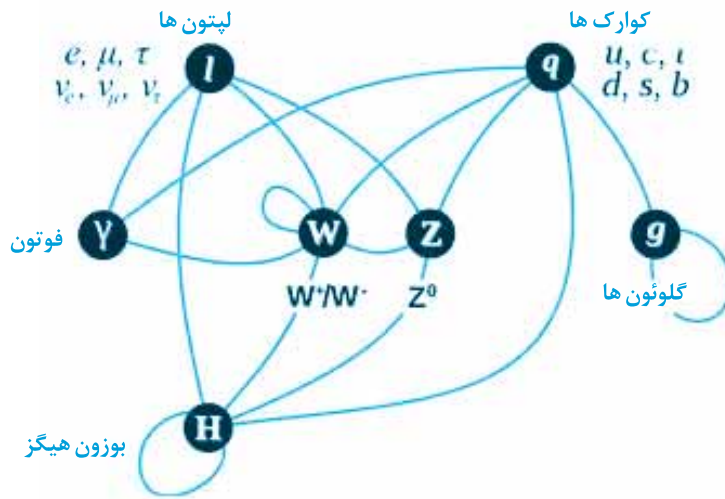 لپتون ها
کوارک ها
e, μ, τ
νe, νμ, ντ
u, c, t
d, s, b
l
q
γ
W
Z
g
فوتون
گلوئون ها
W⁺/W⁻
Z⁰
H
بوزون هیگز